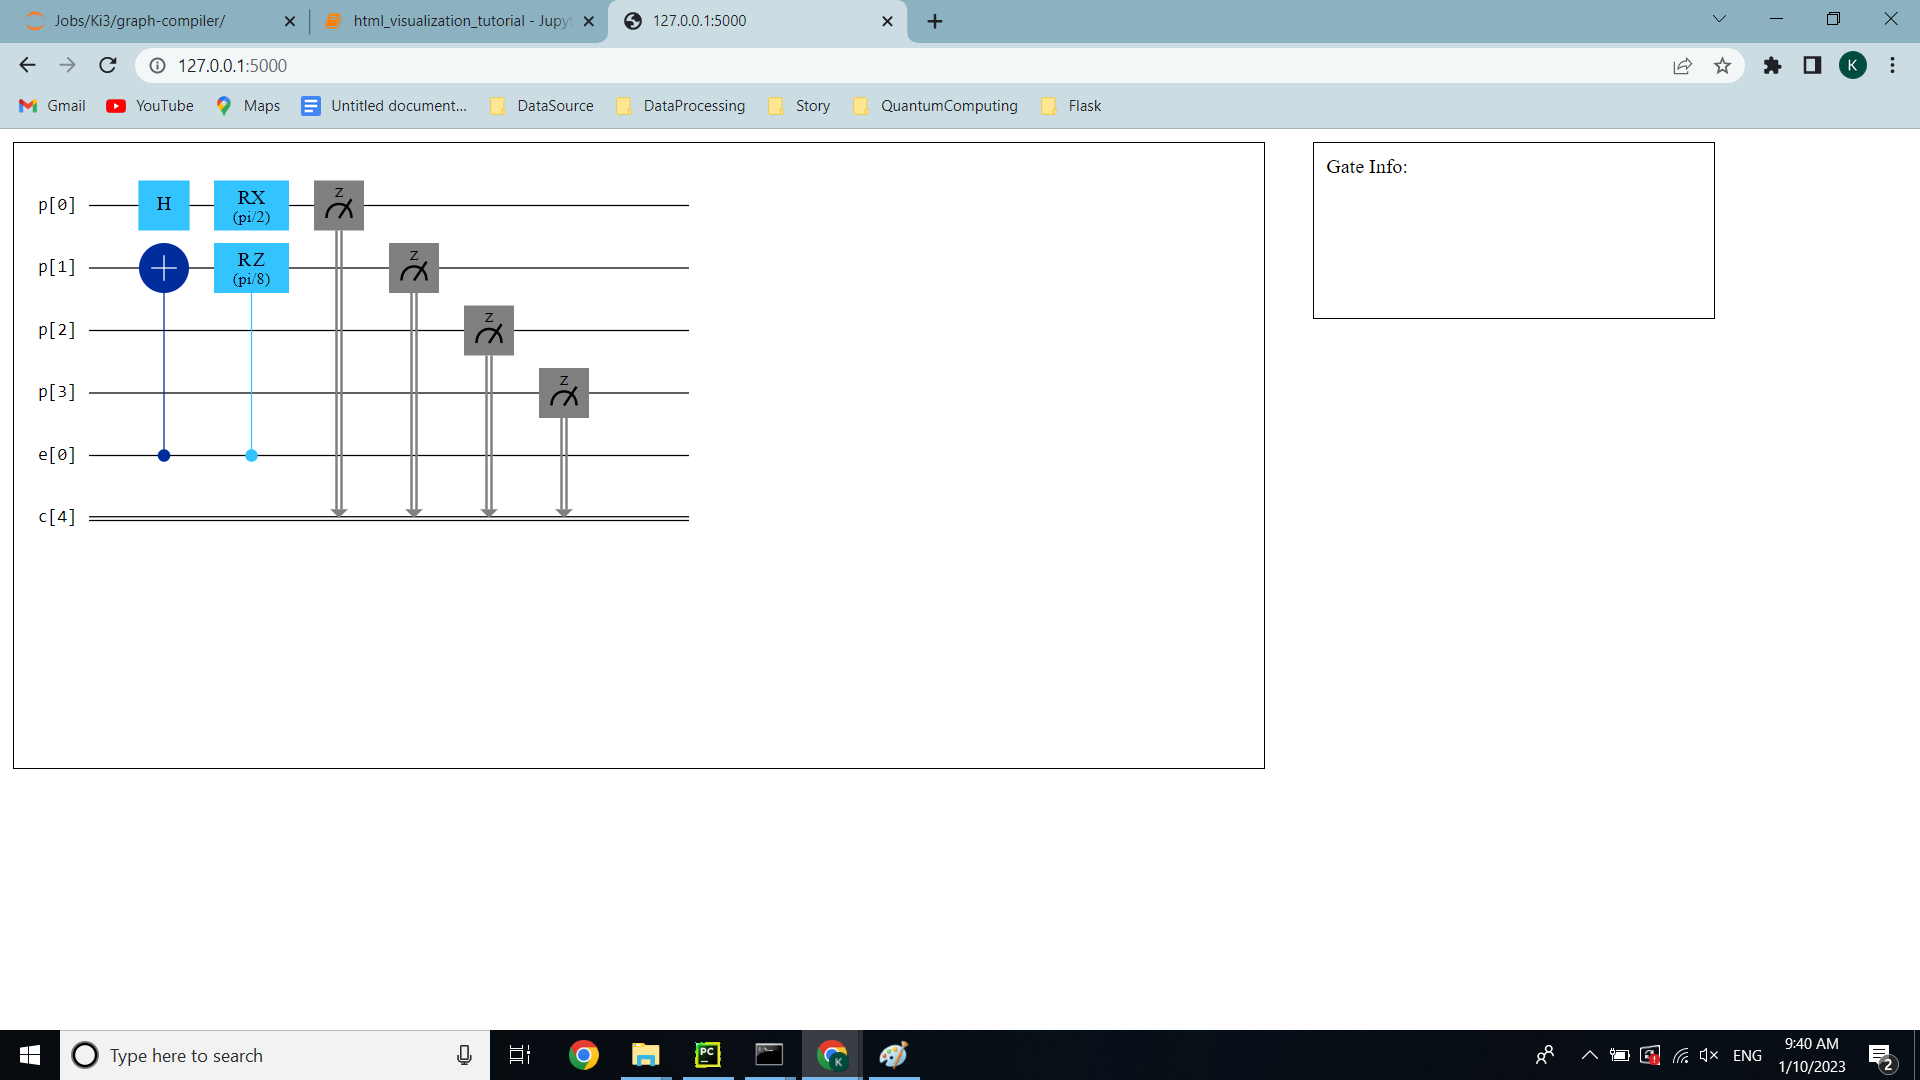 Jobs/Ki3/graph-compiler/
html_visualization_tutorial - Jupy
127.0.0.1:5000
127.0.0.1:5000
K
Gmail
YouTube
Maps
Untitled document...
DataSource
DataProcessing
Story
QuantumComputing
Flask
Gate Info:
p[0]
H
RX
(pi/2)
Z
p[1]
RZ
(pi/8)
Z
p[2]
Z
p[3]
Z
e[0]
c[4]
Type here to search
PC
K
ENG
9:40 AM
1/10/2023
2